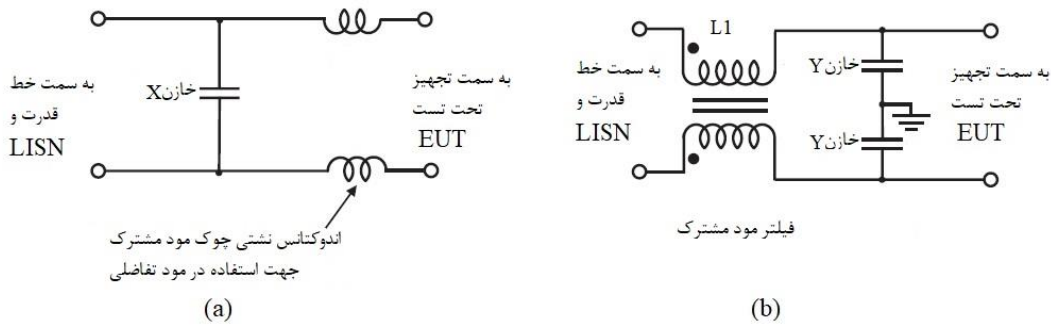 به سمت خط
قدرت و
LISN
خازنX
به سمت تجهیز
تحت تست
EUT
اندوکتانس نشتی چوک مود مشترک
جهت استفاده در مود تفاضلی
(a)
L1
به سمت خط
قدرت و
LISN
خازنY
خازنY
به سمت تجهیز
تحت تست
EUT
فیلتر مود مشترک
(b)